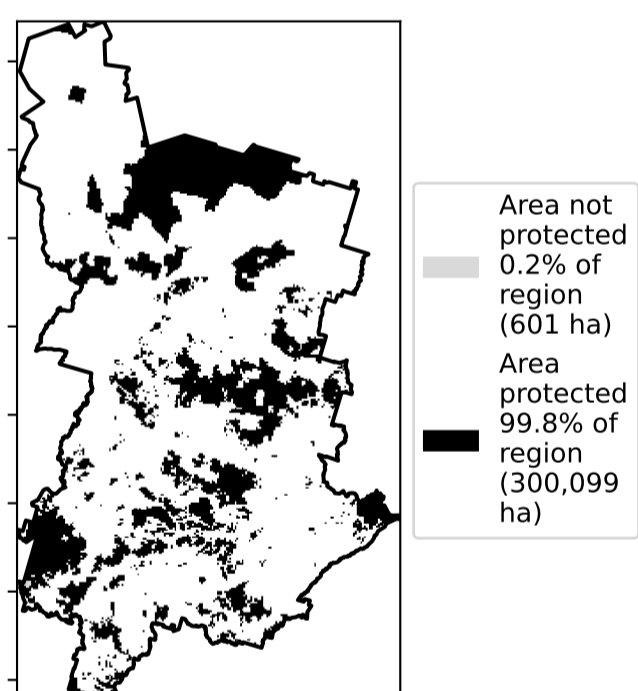 Area not
protected
0.2% of
region
(601 ha)
Area
protected
99.8% of
region
(300,099
ha)